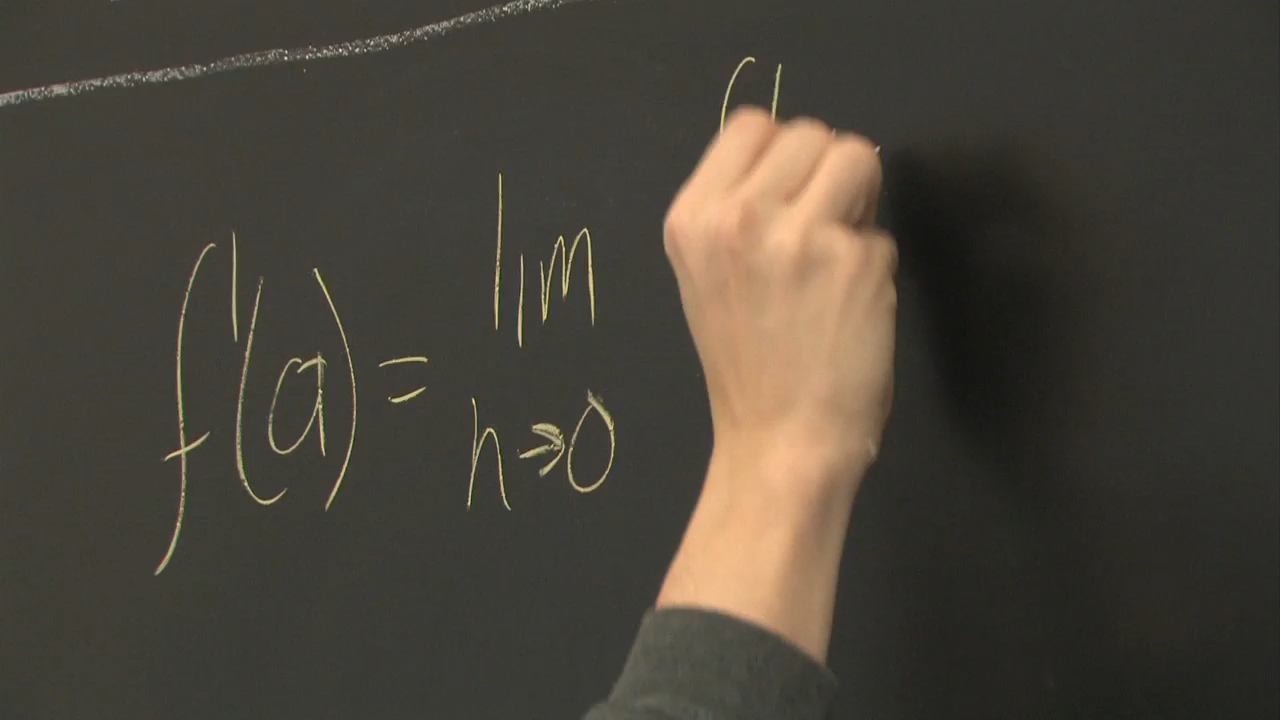 f'(a) = lim
h→0